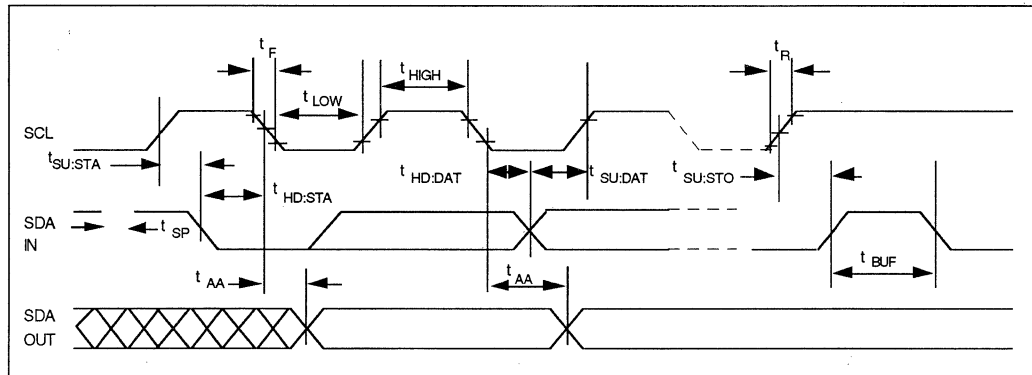 t F
t R
t HIGH
t LOW
SCL
t SU:STA
t HD:DAT
t SU:DAT
t SU:STO
t HD:STA
SDA
IN
t SP
t BUF
t AA
t AA
SDA
OUT